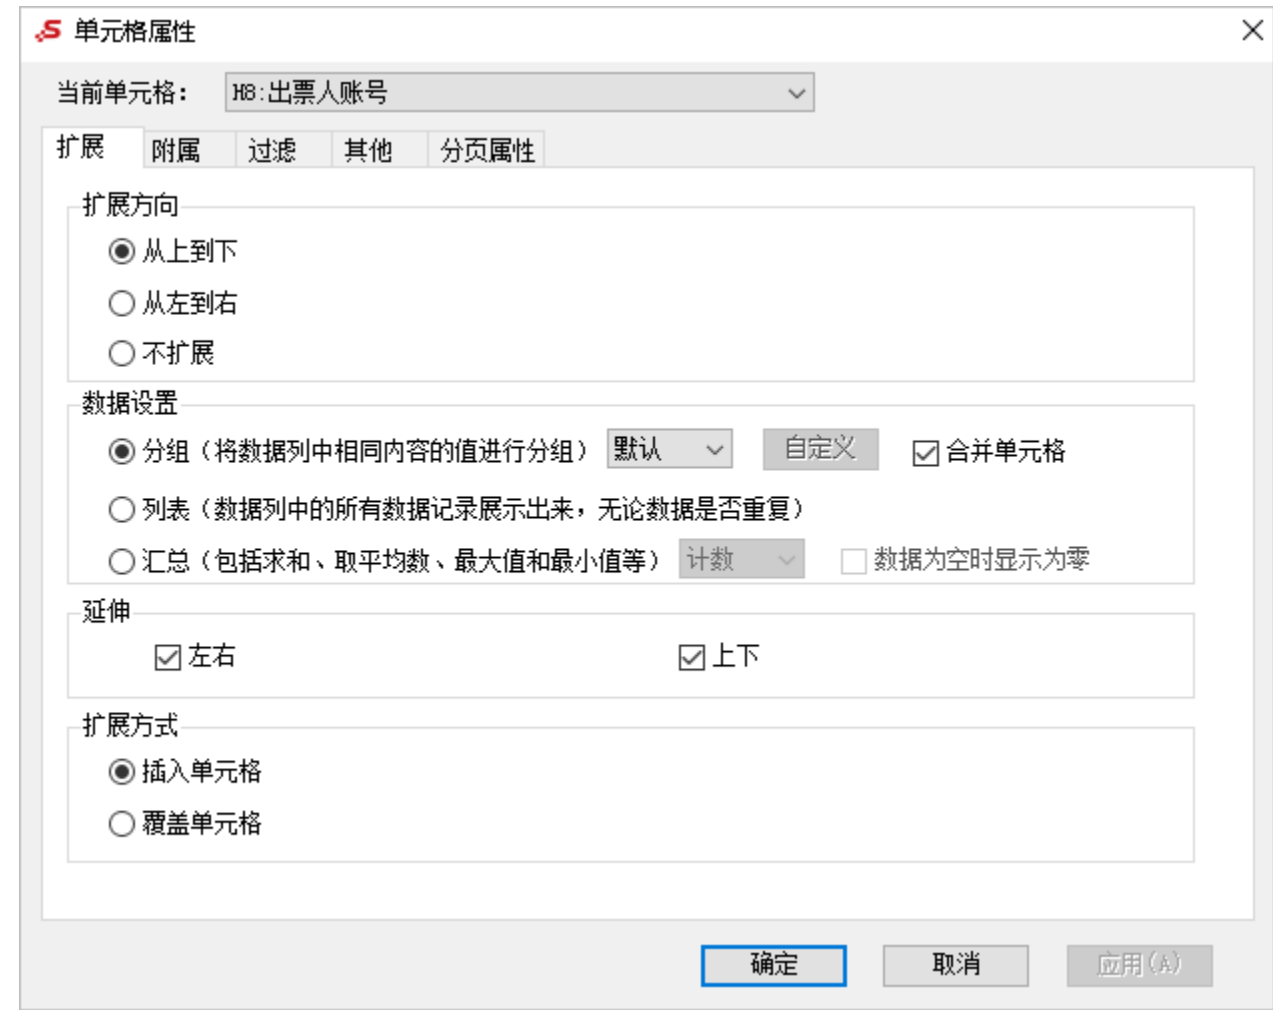 单元格属性
当前单元格： H8:出票人账号
扩展 附属 过滤 其他 分页属性
扩展方向
从上到下
从左到右
不扩展
数据设置
分组（将数据列中相同内容的值进行分组） 默认 自定义 合并单元格
列表（数据列中的所有数据记录展示出来，无论数据是否重复）
汇总（包括求和、取平均数、最大值和最小值等） 计数 数据为空时显示为零
延伸
左右 上下
扩展方式
插入单元格
覆盖单元格
确定 取消 应用(A)